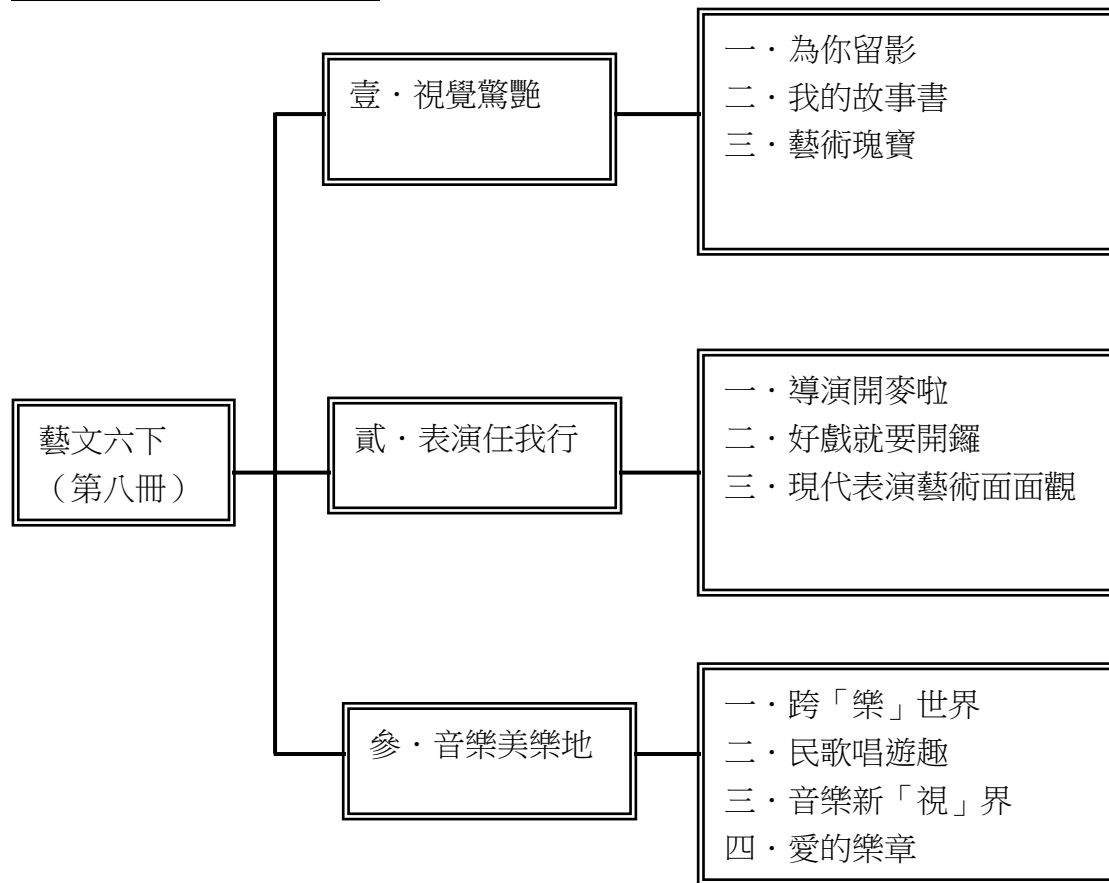 藝文六下
（第八冊）
壹．視覺驚艷
一．為你留影
二．我的故事書
三．藝術瑰寶
貳．表演任我行
一．導演開麥啦
二．好戲就要開鑼
三．現代表演藝術面面觀
參．音樂美樂地
一．跨「樂」世界
二．民歌唱遊趣
三．音樂新「視」界
四．愛的樂章